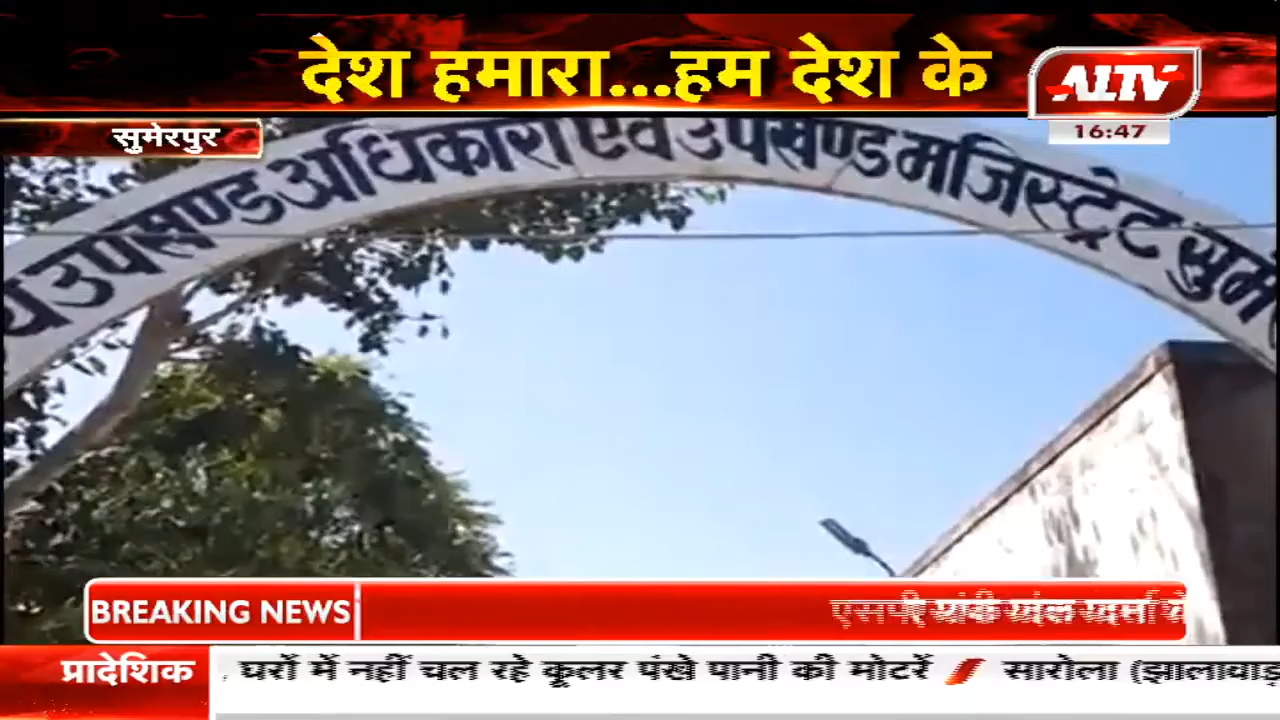 देश हमारा...हम देश के
ALTV
16:47
सुमेरपुर
उपखण्ड अधिकारी एवं उपखण्ड मजिस्ट्रेट
BREAKING NEWS
प्रादेशिक
घरों में नहीं चल रहे कूलर पंखे पानी की मोटरें
सारोला (झालावाड़